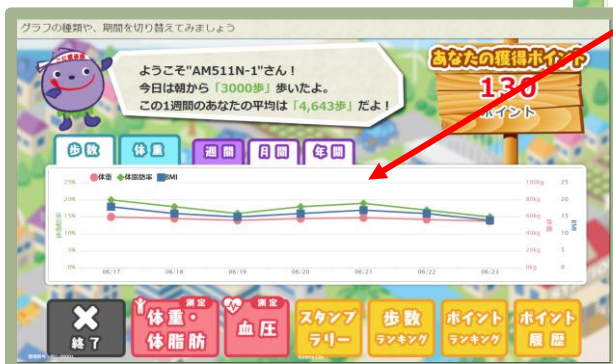 グラフの種類や、期間を切り替えてみましょう
ようこそ"AM511N-1"さん!
今日は朝から「3000歩」歩いたよ。
この1週間のあなたの平均は「4,643歩」だよ!
あなたの獲得ポイント
130
ポイント
歩数 体重 週間 月間 年間
体重 体脂肪率 BMI
25% 100kg 25
20% 80kg 20
15% 60kg 15
10% 40kg 10
5% 20kg 5
0% 0kg 0
体脂肪率 体重 BMI
06/17 06/18 06/19 06/20 06/21 06/22 06/23
終了
測定
体重・
体脂肪
測定
血圧
スタンプ
ラリー
歩数
ランキング
ポイント
ランキング
ポイント
履歴